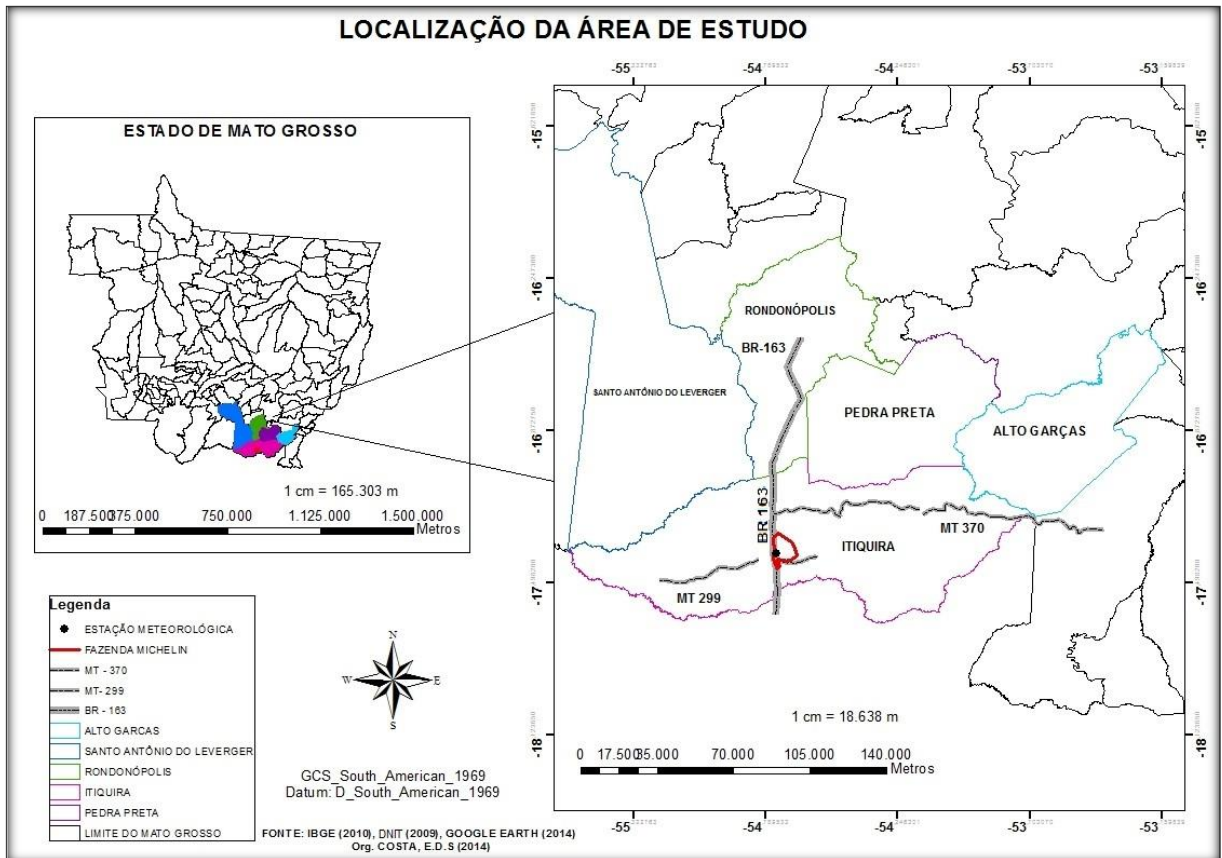 LOCALIZAÇÃO DA ÁREA DE ESTUDO
ESTADO DE MATO GROSSO
1 cm = 165.303 m
0 187.500375.000 750.000 1.125.000 1.500.000
Metros
Legenda
ESTAÇÃO METEOROLÓGICA
FAZENDA MICHELIN
MT - 370
MT- 299
BR - 163
ALTO GARCAS
SANTO ANTÔNIO DO LEVERGER
RONDONÓPOLIS
ITIQUIRA
PEDRA PRETA
LIMITE DO MATO GROSSO
N
W E
S
GCS_South_American_1969
Datum: D_South_American_1969
FONTE: IBGE (2010), DNIT (2009), GOOGLE EARTH (2014)
Org. COSTA, E.D.S (2014)
-55 -54 -54 -53 -53
-15
-16
-16
-17
-18
RONDONÓPOLIS
BR-163
SANTO ANTÔNIO DO LEVERGER
PEDRA PRETA
ALTO GARÇAS
BR 163
MT 370
ITIQUIRA
MT 299
1 cm = 18.638 m
0 17.50035.000 70.000 105.000 140.000
Metros
-55 -54 -54 -53 -53
-15
-16
-16
-17
-18